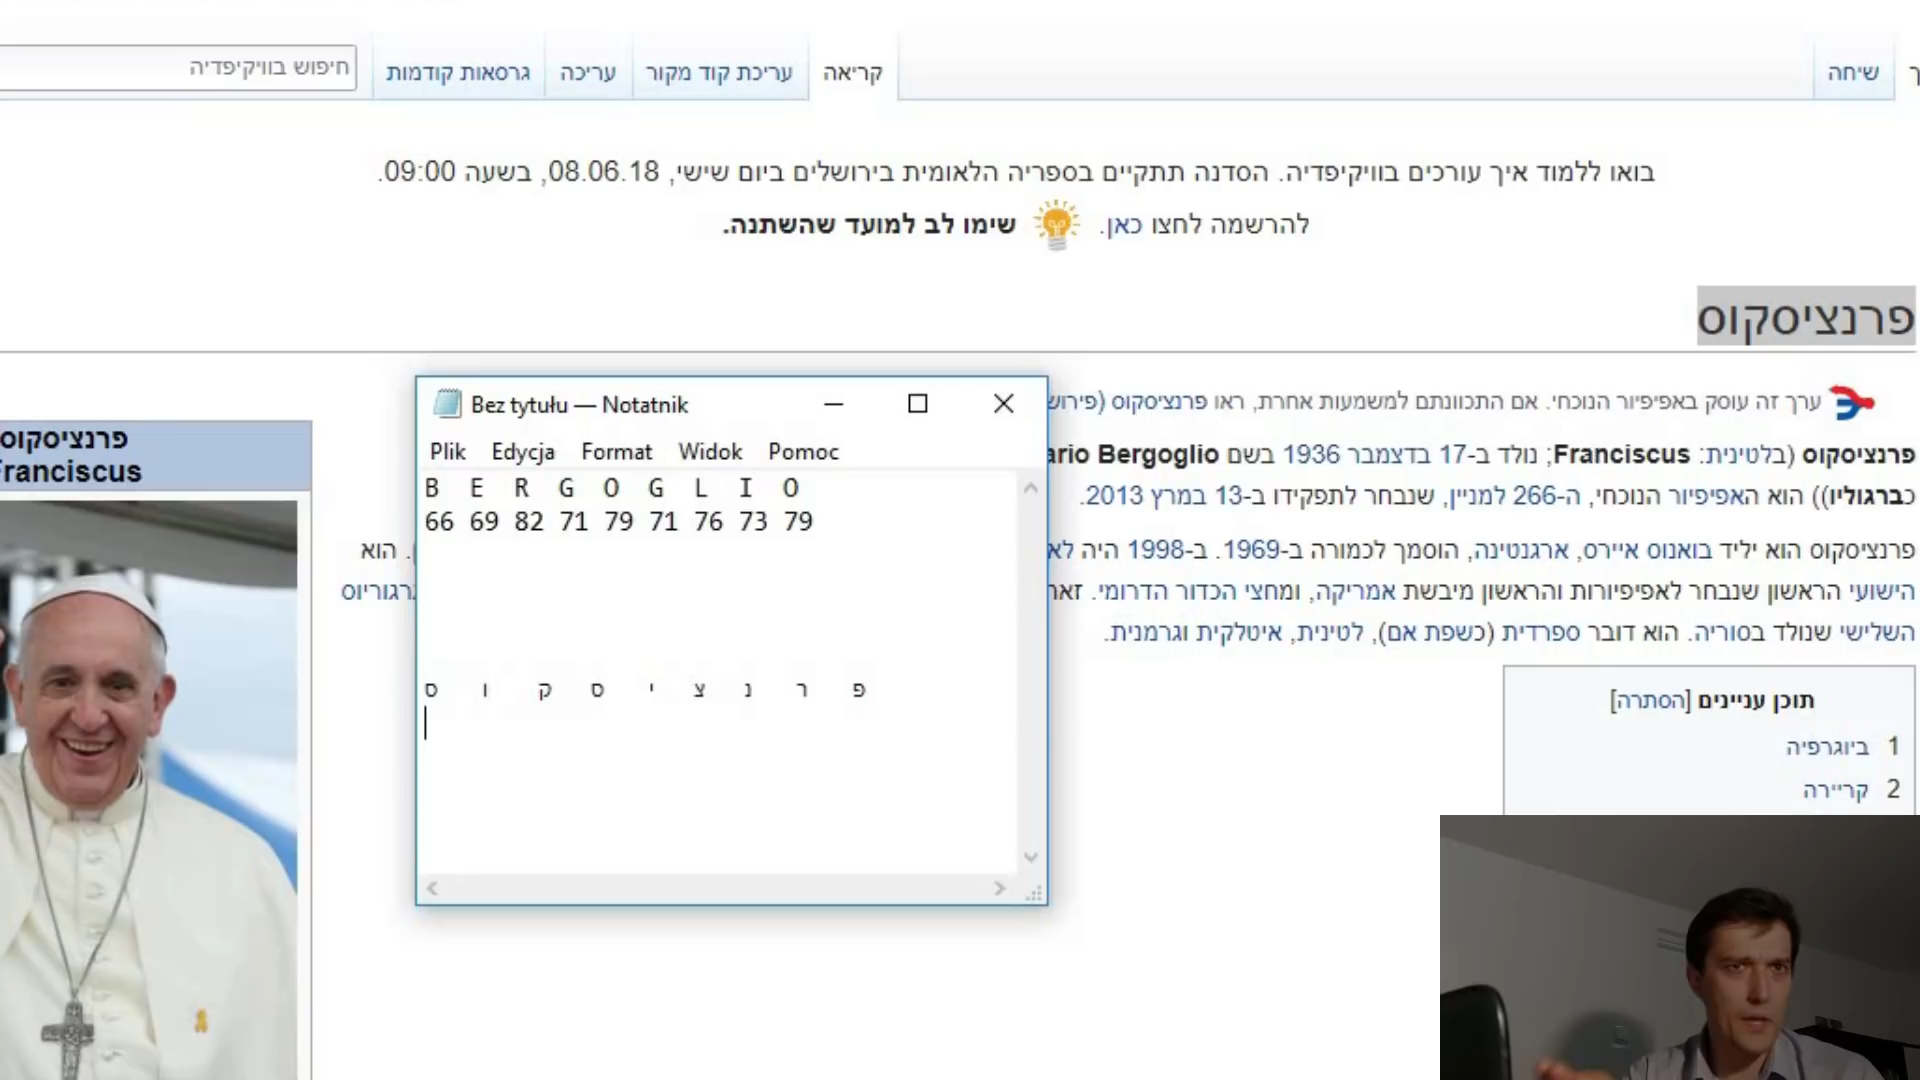 חיפוש בוויקיפדיה
גרסאות קודמות
עריכה
עריכת קוד מקור
קריאה
שיחה
בואו ללמוד איך עורכים בוויקיפדיה. הסדנה תתקיים בספריה הלאומית בירושלים ביום שישי, 08.06.18, בשעה 09:00.
להרשמה לחצו כאן. שימו לב למועד שהשתנה.
פרנציסקוס
ערך זה עוסק באפיפיור הנוכחי. אם התכוונתם למשמעות אחרת, ראו פרנציסקוס
פרנציסקוס (בלטינית: Franciscus; נולד ב-17 בדצמבר 1936 בשם Bergoglio
כברגוליו)) הוא האפיפיור הנוכחי, ה-266 למניין, שנבחר לתפקידו ב-13 במרץ 2013.
פרנציסקוס הוא יליד בואנוס איירס, ארגנטינה, הוסמך לכמורה ב-1969. ב-1998 היה הוא
הישועי הראשון שנבחר לאפיפיורות והראשון מיבשת אמריקה, ומחצי הכדור הדרומי.
השלישי שנולד בסוריה. הוא דובר ספרדית (כשפת אם), לטינית, איטלקית וגרמנית.
תוכן עניינים [הסתרה]
1 ביוגרפיה
2 קריירה
פרנציסקוס
Franciscus
Bez tytułu — Notatnik
Plik Edycja Format Widok Pomoc
B E R G O G L I O
66 69 82 71 79 71 76 73 79
פ ר נ צ י ס ק ו ס